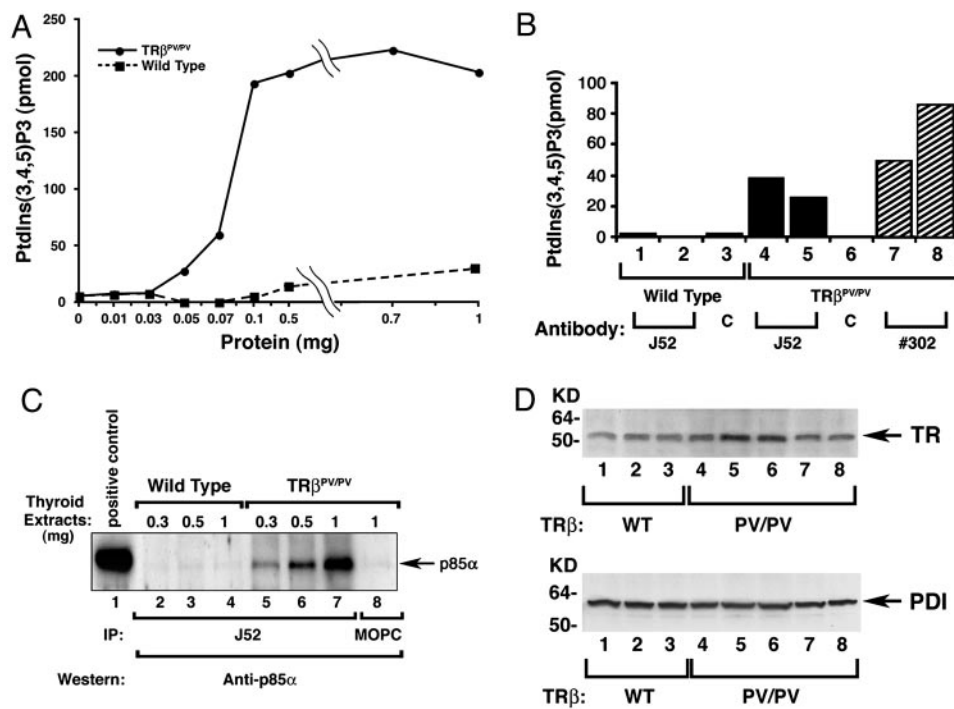 A
PtdIns(3,4,5)P3 (pmol)
250
200
150
100
50
0
TRβPV/PV
Wild Type
0 0.01 0.03 0.05 0.07 0.1 0.5 0.7 1
Protein (mg)
B
PtdIns(3,4,5)P3(pmol)
100
80
60
40
20
0
1 2 3 4 5 6 7 8
Wild Type TRβPV/PV
Antibody: J52 C J52 C #302
C
positive control
Wild Type TRβPV/PV
Thyroid
Extracts: 0.3 0.5 1 0.3 0.5 1 1
(mg)
p85α
1 2 3 4 5 6 7 8
IP: J52 MOPC
Western: Anti-p85α
D
KD
64-
50-
TR
1 2 3 4 5 6 7 8
TRβ: WT PV/PV
KD
64-
50-
PDI
1 2 3 4 5 6 7 8
TRβ: WT PV/PV